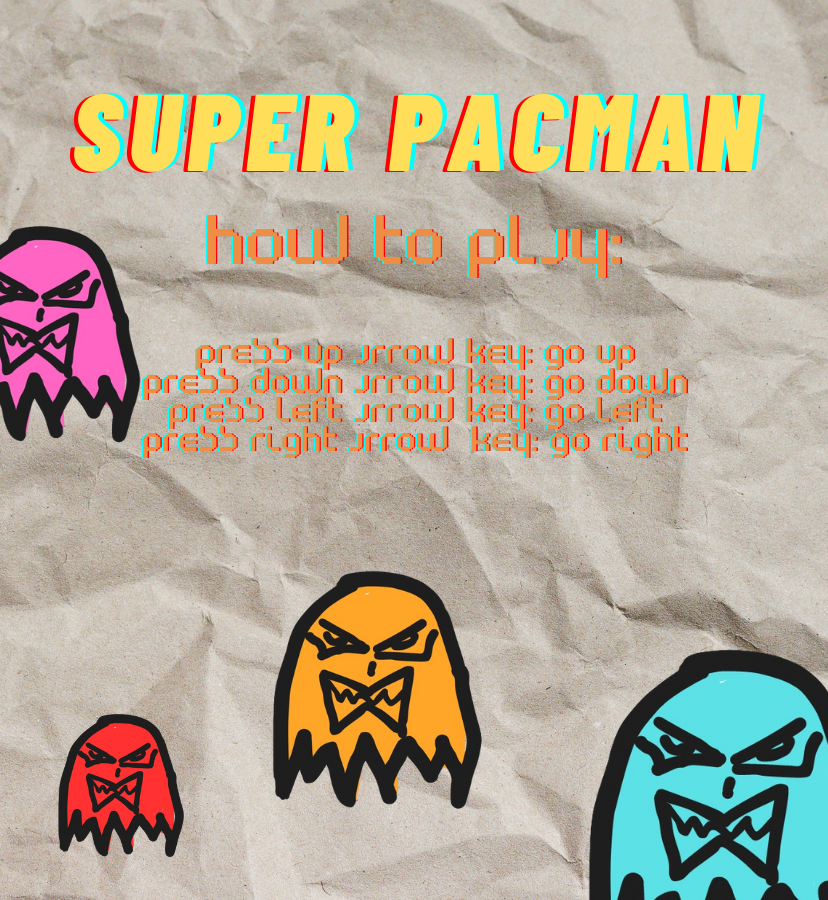 SUPER PACMAN
how to play:
press up arrow key: go up
press down arrow key: go down
press left arrow key: go left
press right arrow key: go right